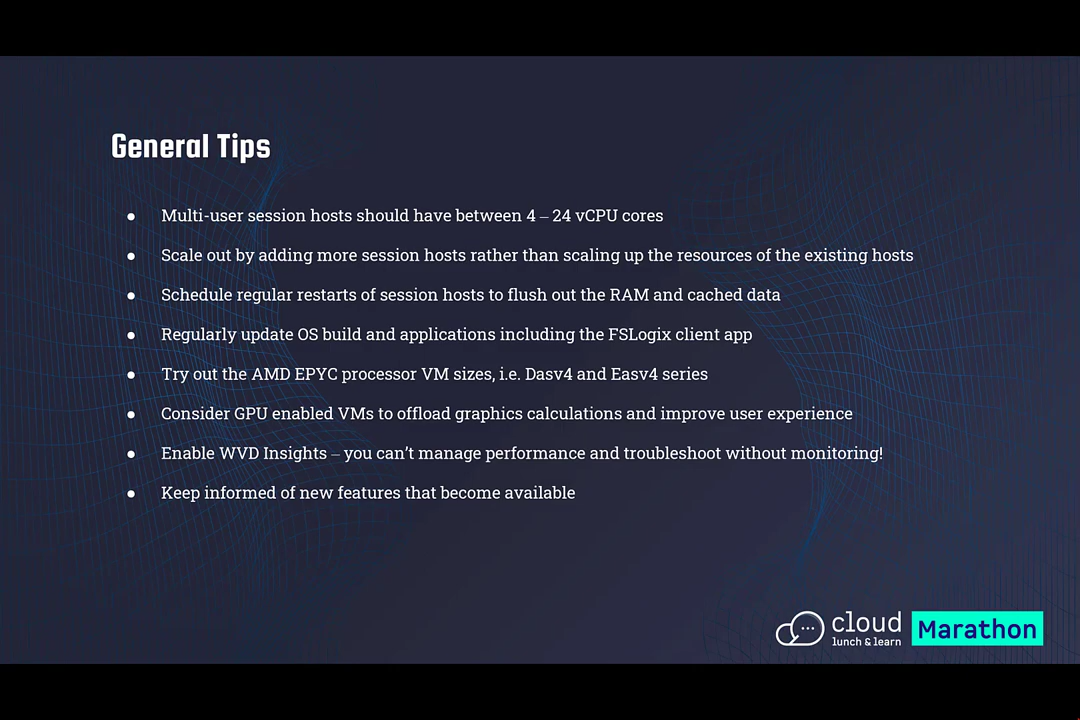 General Tips
● Multi-user session hosts should have between 4 – 24 vCPU cores
● Scale out by adding more session hosts rather than scaling up the resources of the existing hosts
● Schedule regular restarts of session hosts to flush out the RAM and cached data
● Regularly update OS build and applications including the FSLogix client app
● Try out the AMD EPYC processor VM sizes, i.e. Dasv4 and Easv4 series
● Consider GPU enabled VMs to offload graphics calculations and improve user experience
● Enable WVD Insights – you can’t manage performance and troubleshoot without monitoring!
● Keep informed of new features that become available
cloud
lunch & learn
Marathon